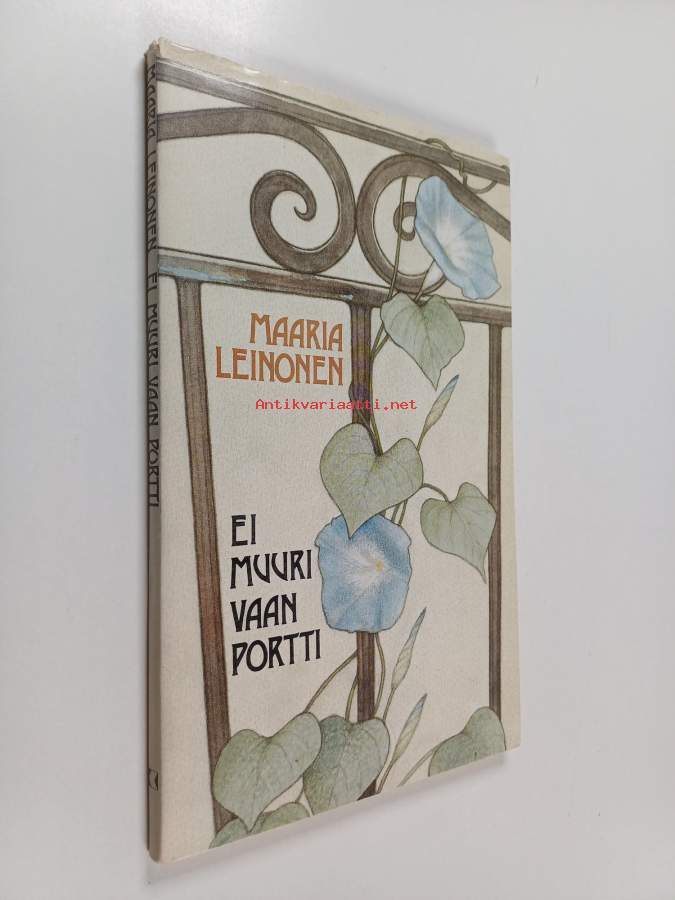 MAARIA LEINONEN EI MUURI VAAN PORTTI
MAARIA
LEINONEN
Antikvariaatti.net
EI
MUURI
VAAN
PORTTI